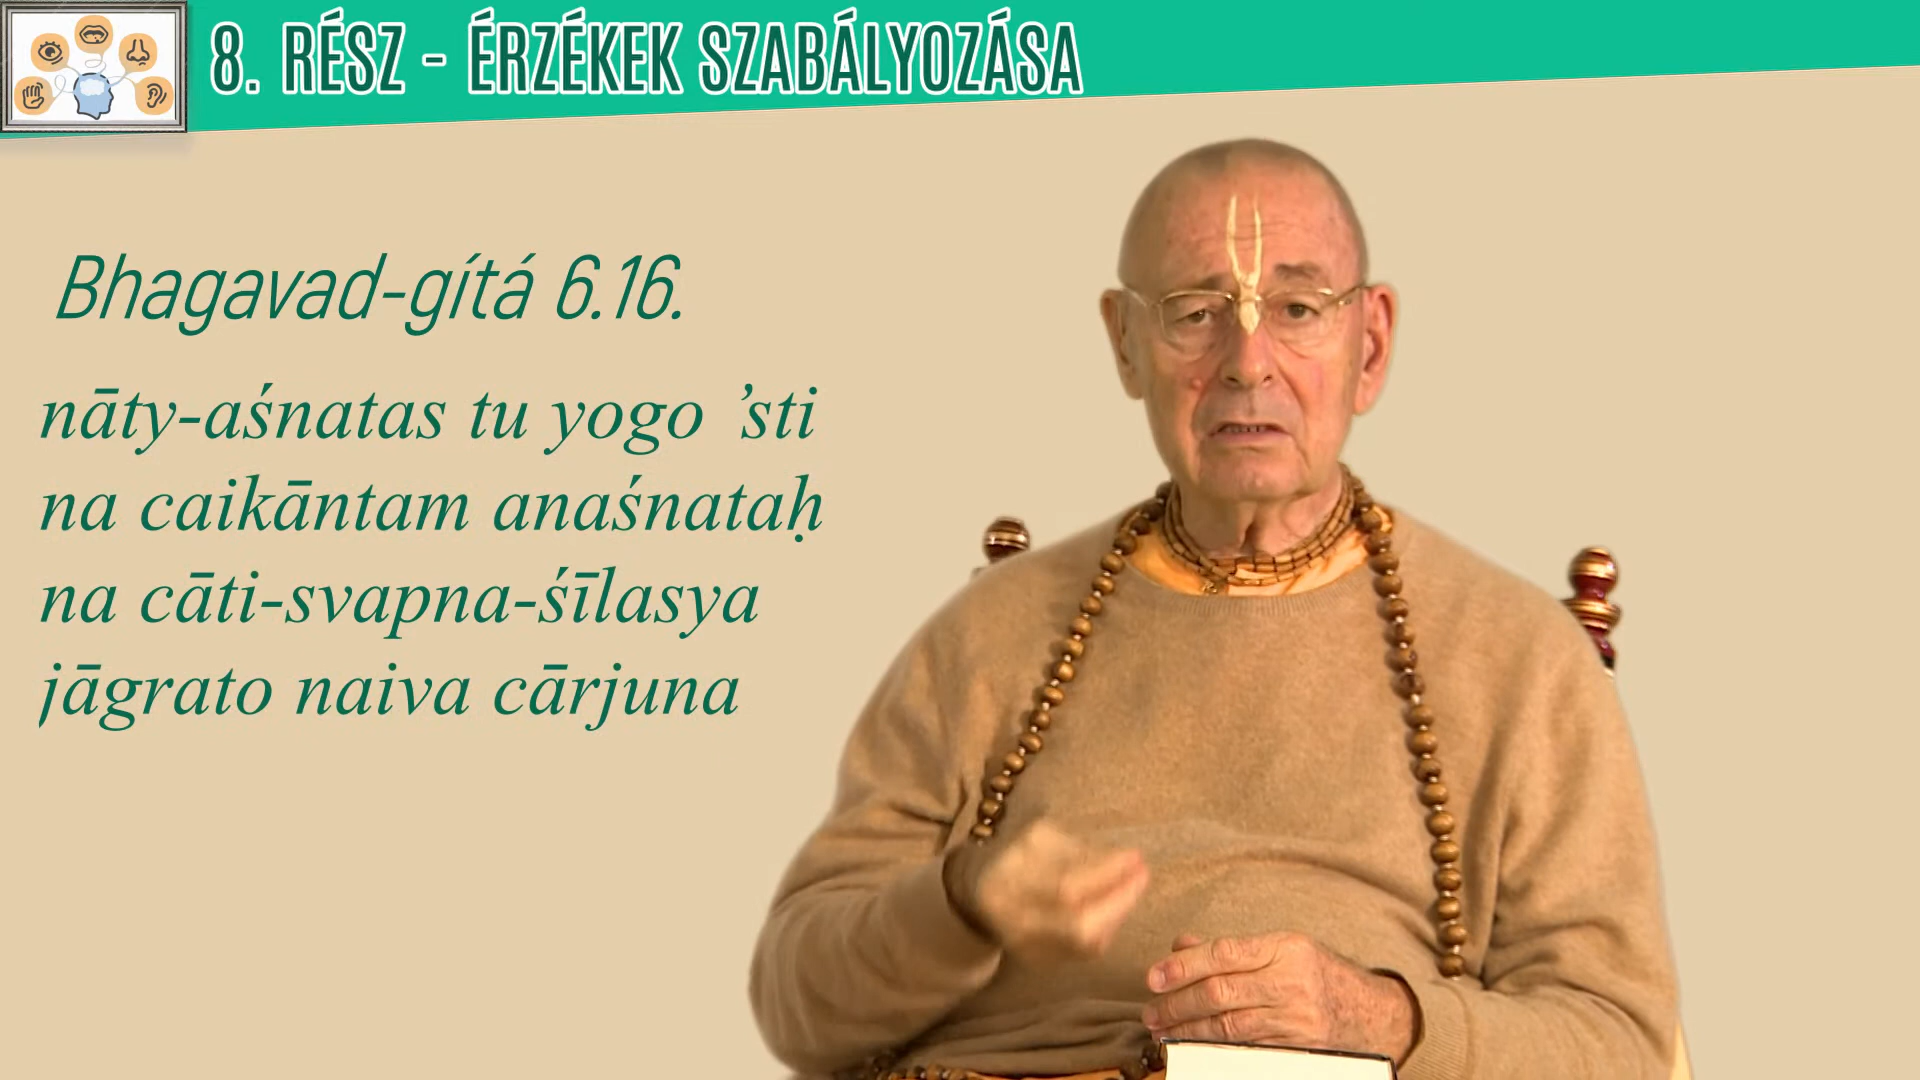 8. RÉSZ - ÉRZÉKEK SZABÁLYOZÁSA
Bhagavad-gítá 6.16.
nāty-aśnatas tu yogo ’sti
na caikāntam anaśnataḥ
na cāti-svapna-śīlasya
jāgrato naiva cārjuna